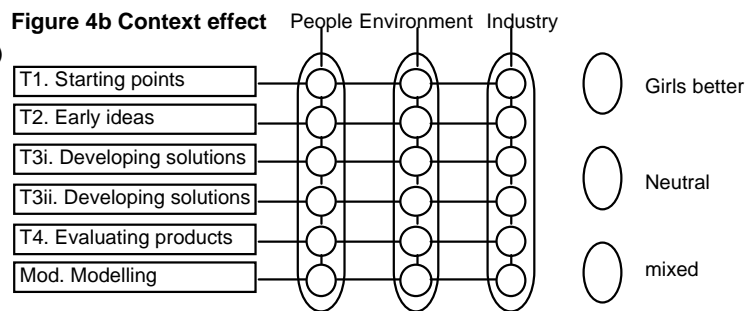 Figure 4b Context effect
People Environment Industry
T1. Starting points
T2. Early ideas
T3i. Developing solutions
T3ii. Developing solutions
T4. Evaluating products
Mod. Modelling
Girls better
Neutral
mixed